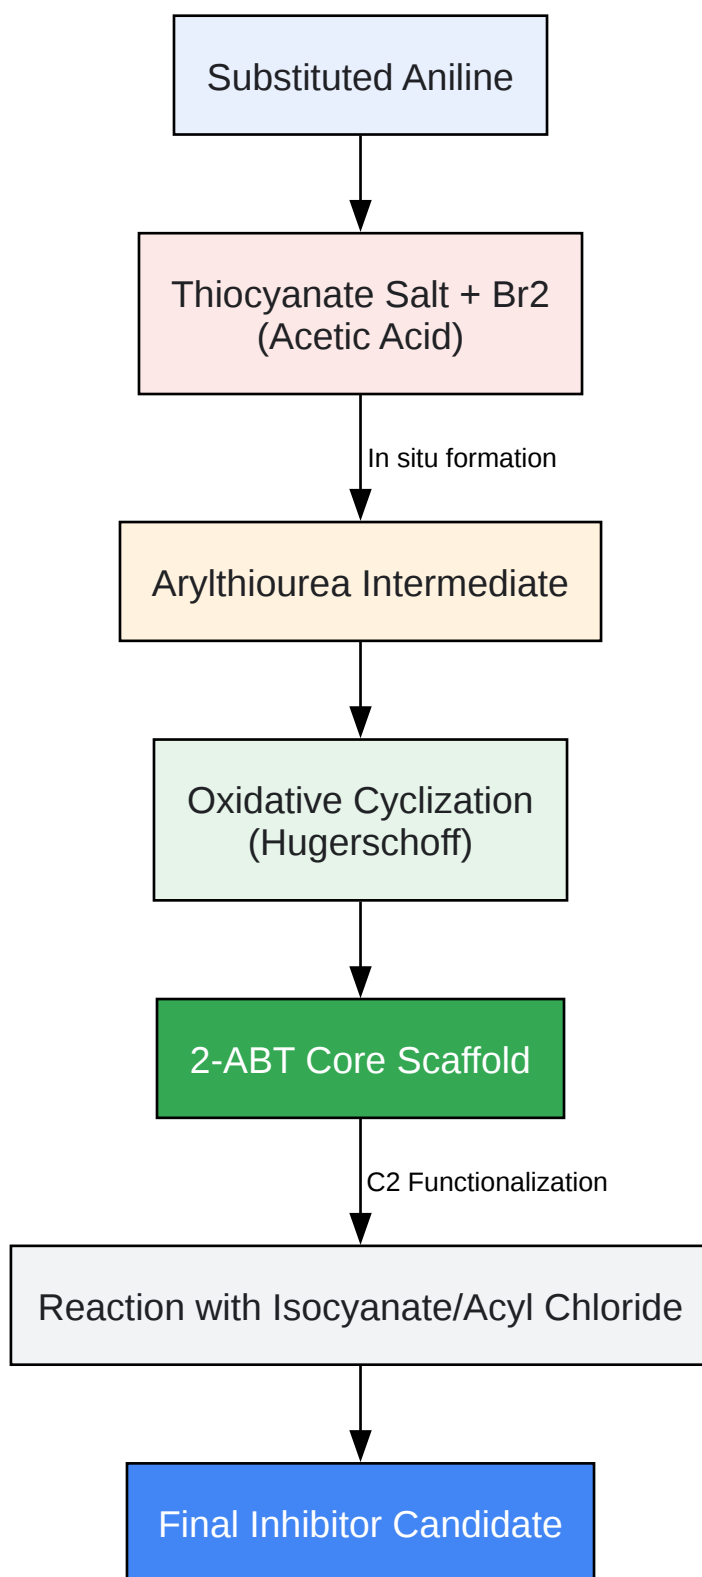 Substituted Aniline
Thiocyanate Salt + Br2
(Acetic Acid)
In situ formation
Arylthiourea Intermediate
Oxidative Cyclization
(Hugerschoff)
2-ABT Core Scaffold
C2 Functionalization
Reaction with Isocyanate/Acyl Chloride
Final Inhibitor Candidate